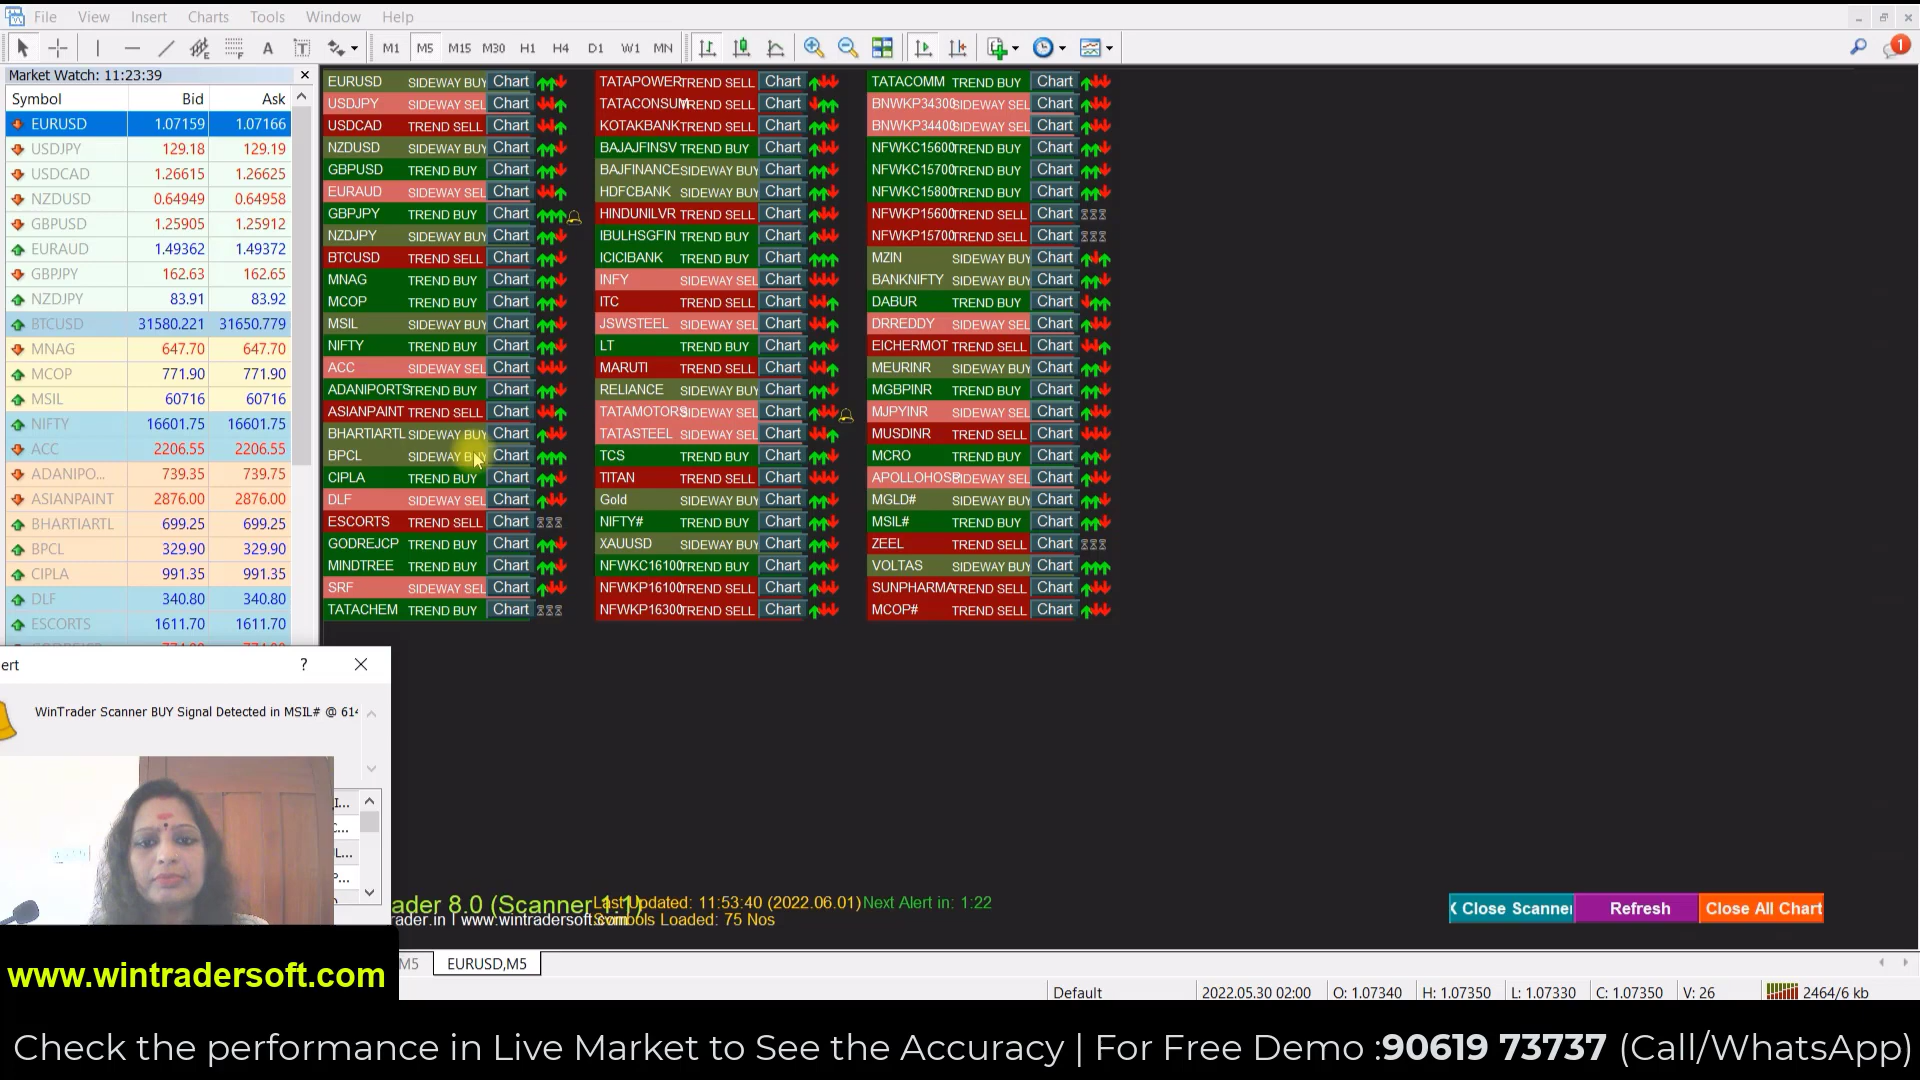 File View Insert Charts Tools Window Help
M1 M5 M15 M30 H1 H4 D1 W1 MN 1
Market Watch: 11:23:39
Symbol Bid Ask
EURUSD 1.07159 1.07166
USDJPY 129.18 129.19
USDCAD 1.26615 1.26625
NZDUSD 0.64949 0.64958
GBPUSD 1.25905 1.25912
EURAUD 1.49362 1.49372
GBPJPY 162.63 162.65
NZDJPY 83.91 83.92
BTCUSD 31580.221 31650.779
MNAG 647.70 647.70
MCOP 771.90 771.90
MSIL 60716 60716
NIFTY 16601.75 16601.75
ACC 2206.55 2206.55
ADANIPO... 739.35 739.75
ASIANPAINT 2876.00 2876.00
BHARTIARTL 699.25 699.25
BPCL 329.90 329.90
CIPLA 991.35 991.35
DLF 340.80 340.80
ESCORTS 1611.70 1611.70
EURUSD SIDEWAY BUY Chart
USDJPY SIDEWAY SEL Chart
USDCAD TREND SELL Chart
NZDUSD SIDEWAY BUY Chart
GBPUSD TREND BUY Chart
EURAUD SIDEWAY SEL Chart
GBPJPY TREND BUY Chart
NZDJPY SIDEWAY BUY Chart
BTCUSD TREND SELL Chart
MNAG TREND BUY Chart
MCOP TREND BUY Chart
MSIL SIDEWAY BUY Chart
NIFTY TREND BUY Chart
ACC SIDEWAY SEL Chart
ADANIPORTS TREND BUY Chart
ASIANPAINT TREND SELL Chart
BHARTIARTL SIDEWAY BUY Chart
BPCL SIDEWAY BUY Chart
CIPLA TREND BUY Chart
DLF SIDEWAY SEL Chart
ESCORTS TREND SELL Chart
GODREJCP TREND BUY Chart
MINDTREE TREND BUY Chart
SRF SIDEWAY SEL Chart
TATACHEM TREND BUY Chart
TATAPOWER TREND SELL Chart
TATACONSUM TREND SELL Chart
KOTAKBANK TREND SELL Chart
BAJAJFINSV TREND BUY Chart
BAJFINANCE SIDEWAY BUY Chart
HDFCBANK SIDEWAY BUY Chart
HINDUNILVR TREND SELL Chart
IBULHSGFIN TREND BUY Chart
ICICIBANK TREND BUY Chart
INFY SIDEWAY SEL Chart
ITC TREND SELL Chart
JSWSTEEL SIDEWAY SEL Chart
LT TREND BUY Chart
MARUTI TREND SELL Chart
RELIANCE SIDEWAY BUY Chart
TATAMOTORS SIDEWAY SEL Chart
TATASTEEL SIDEWAY SEL Chart
TCS TREND BUY Chart
TITAN TREND SELL Chart
Gold SIDEWAY BUY Chart
NIFTY# TREND BUY Chart
XAUUSD SIDEWAY BUY Chart
NFWKC16100 TREND BUY Chart
NFWKP16100 TREND SELL Chart
NFWKP16300 TREND SELL Chart
TATACOMM TREND BUY Chart
BNWKP34300 SIDEWAY SEL Chart
BNWKP34400 SIDEWAY SEL Chart
NFWKC15600 TREND BUY Chart
NFWKC15700 TREND BUY Chart
NFWKC15800 TREND BUY Chart
NFWKP15600 TREND SELL Chart
NFWKP15700 TREND SELL Chart
MZIN SIDEWAY BUY Chart
BANKNIFTY SIDEWAY BUY Chart
DABUR TREND BUY Chart
DRREDDY SIDEWAY SEL Chart
EICHERMOT TREND SELL Chart
MEURINR SIDEWAY BUY Chart
MGBPINR TREND BUY Chart
MJPYINR SIDEWAY SEL Chart
MUSDINR TREND SELL Chart
MCRO TREND BUY Chart
APOLLOHOSP SIDEWAY SEL Chart
MGLD# SIDEWAY BUY Chart
MSIL# TREND BUY Chart
ZEEL TREND SELL Chart
VOLTAS SIDEWAY BUY Chart
SUNPHARMA TREND SELL Chart
MCOP# TREND SELL Chart
ert ?
WinTrader Scanner BUY Signal Detected in MSIL# @ 614
ader 8.0 (Scanner 1.1)
rader.in | www.wintradersoft.com
Last Updated: 11:53:40 (2022.06.01) Next Alert in: 1:22
Symbols Loaded: 75 Nos
X Close Scanner Refresh Close All Chart
M5 EURUSD,M5
www.wintradersoft.com
Default 2022.05.30 02:00 O: 1.07340 H: 1.07350 L: 1.07330 C: 1.07350 V: 26 2464/6 kb
Check the performance in Live Market to See the Accuracy | For Free Demo :90619 73737 (Call/WhatsApp)